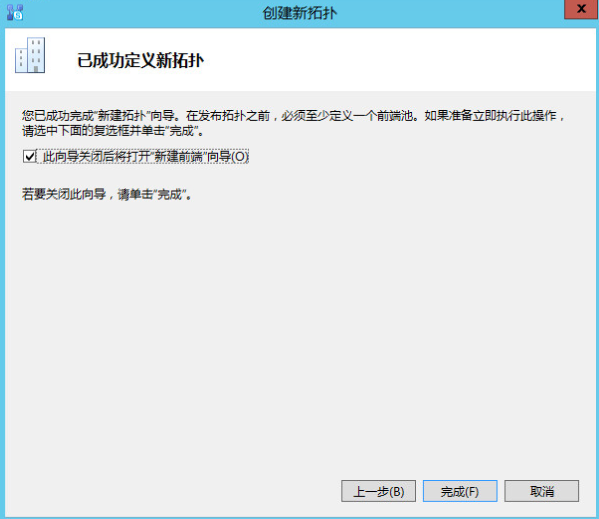 创建新拓扑
已成功定义新拓扑
您已成功完成“新建拓扑”向导。在发布拓扑之前，必须至少定义一个前端池。如果准备立即执行此操作，
请选中下面的复选框并单击“完成”。
此向导关闭后将打开“新建前端”向导(O)
若要关闭此向导，请单击“完成”。
上一步(B) 完成(F) 取消